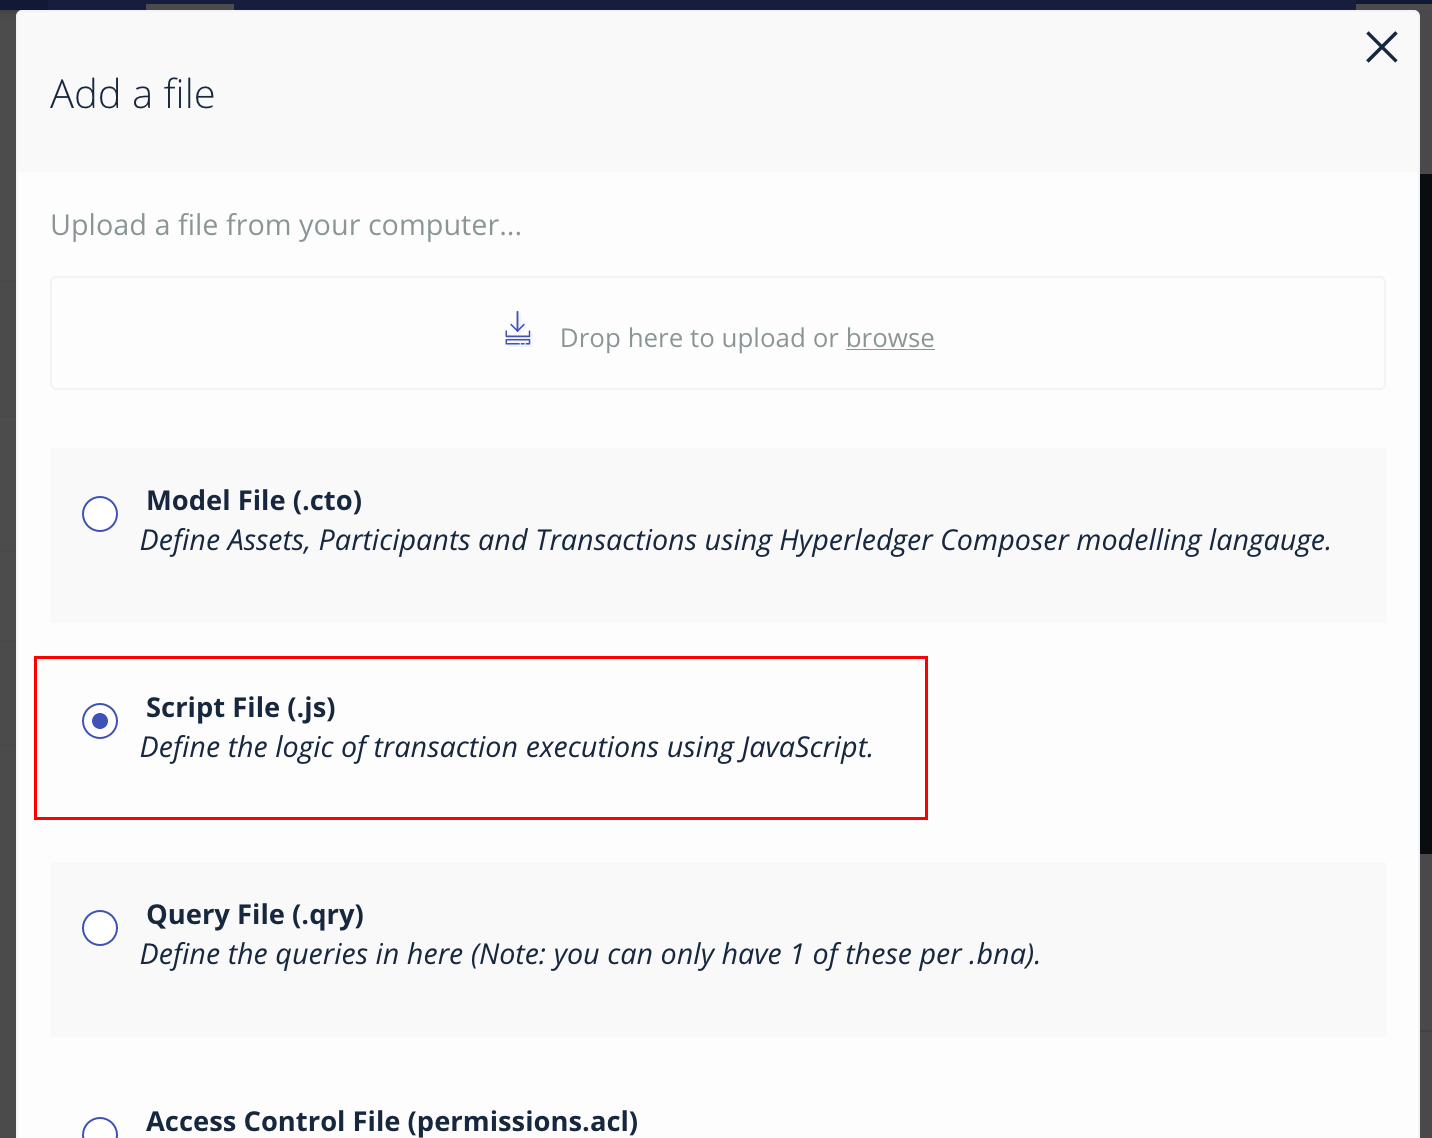 Add a file
Upload a file from your computer...
Drop here to upload or browse
Model File (.cto)
Define Assets, Participants and Transactions using Hyperledger Composer modelling langauge.
Script File (.js)
Define the logic of transaction executions using JavaScript.
Query File (.qry)
Define the queries in here (Note: you can only have 1 of these per .bna).
Access Control File (permissions.acl)